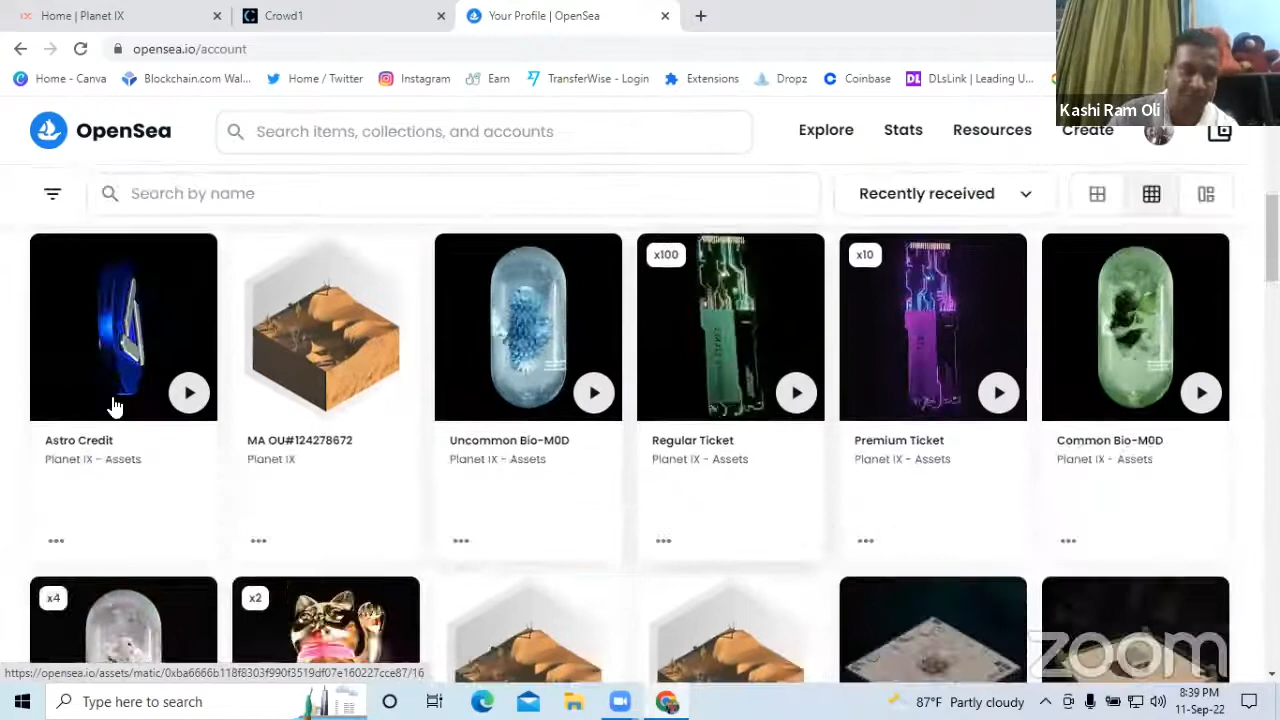 Home | Planet IX
Crowd1
Your Profile | OpenSea
opensea.io/account
Home - Canva
Blockchain.com Wal...
Home / Twitter
Instagram
Earn
TransferWise - Login
Extensions
Dropz
Coinbase
DL
DLsLink | Leading U...
Kashi Ram Oli
OpenSea
Search items, collections, and accounts
Explore
Stats
Resources
Create
Search by name
Recently received
x100
x10
Astro Credit
Planet IX - Assets
MA OU#124278672
Planet IX
Uncommon Bio-M0D
Planet IX - Assets
Regular Ticket
Planet IX - Assets
Premium Ticket
Planet IX - Assets
Common Bio-M0D
Planet IX - Assets
x4
x2
zoom
https://opensea.io/assets/matic/0xba6666b118f8303f990f3519df07a160227cce87/16
Type here to search
87°F Partly cloudy
8:39 PM
11-Sep-22